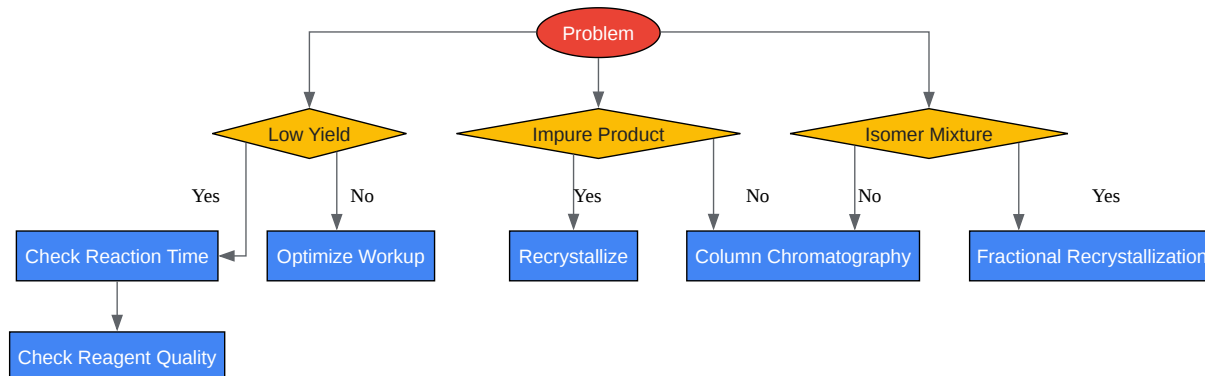 Problem
Low Yield
Impure Product
Isomer Mixture
Yes
No
Yes
No
No
Yes
Check Reaction Time
Optimize Workup
Recrystallize
Column Chromatography
Fractional Recrystallization
Check Reagent Quality